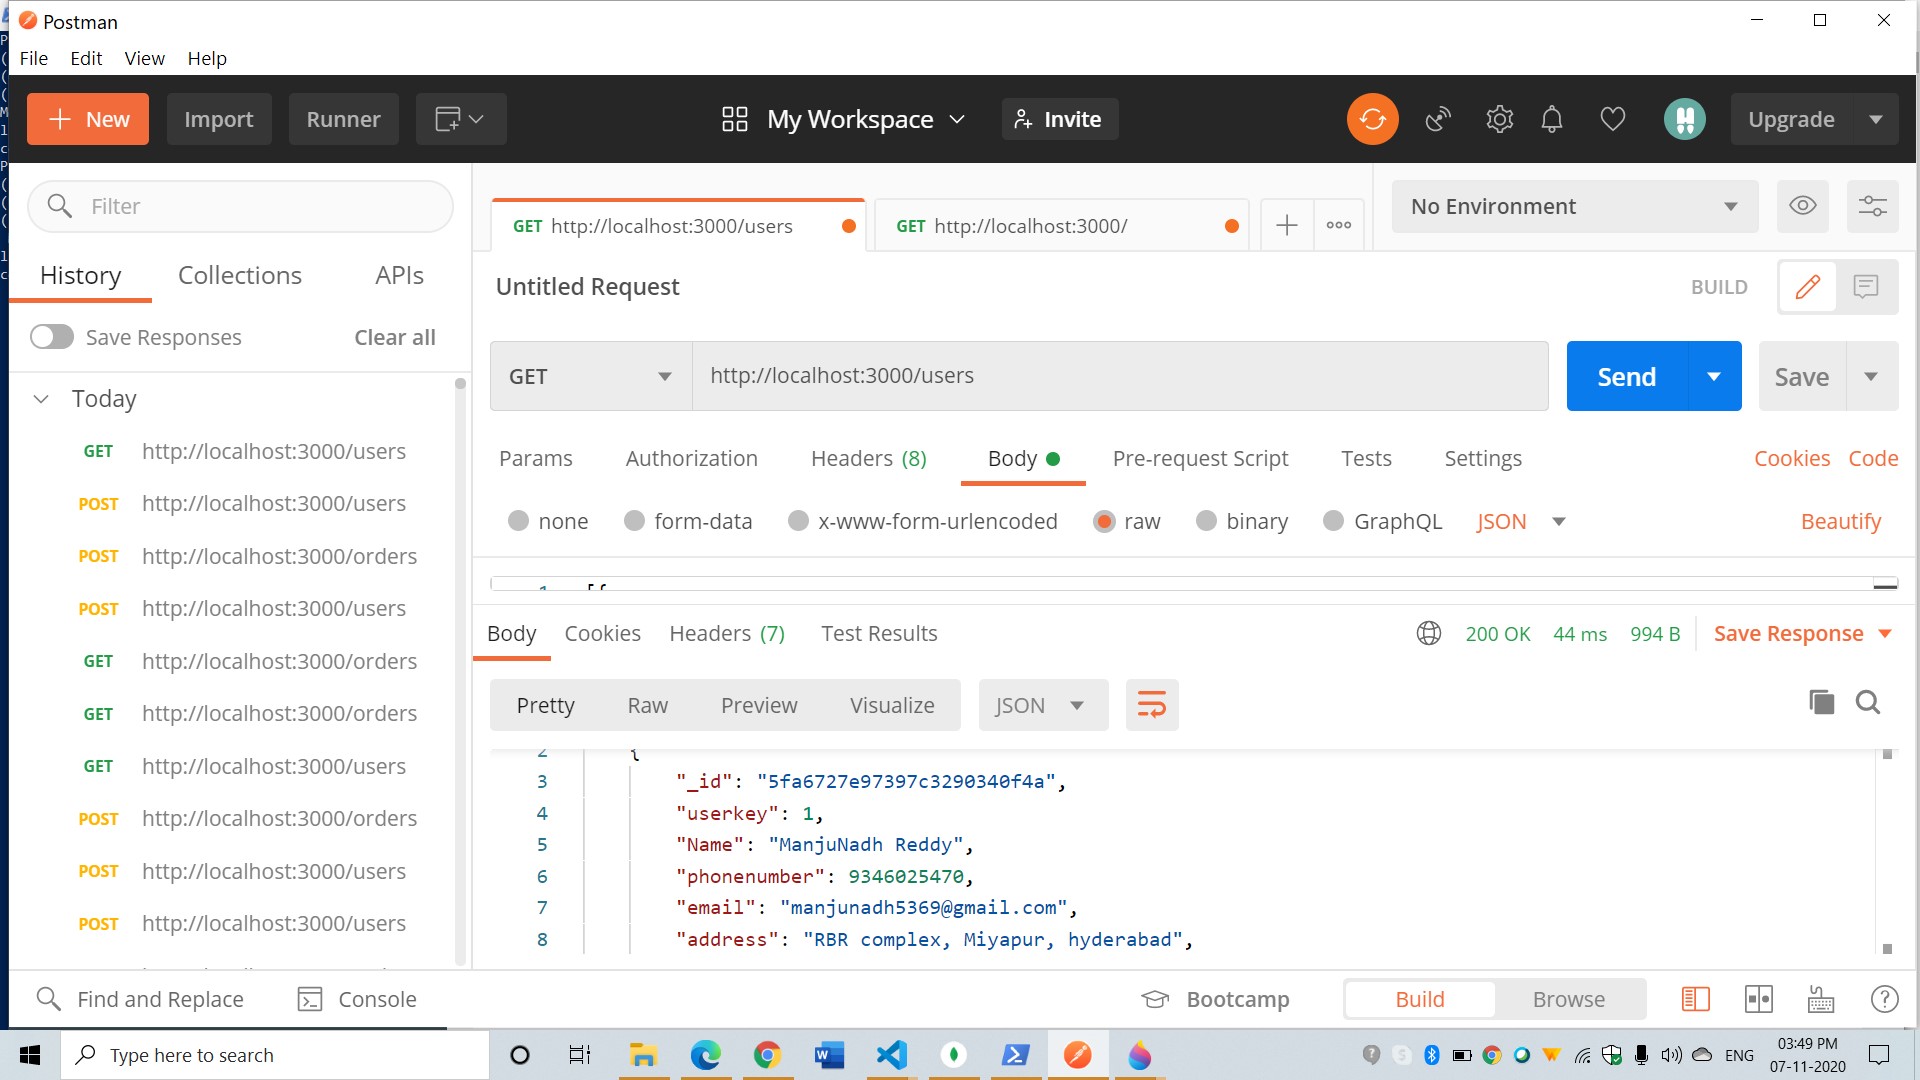 Postman
File Edit View Help
New Import Runner My Workspace Invite Upgrade
Filter
History Collections APIs
Save Responses Clear all
Today
GET http://localhost:3000/users
POST http://localhost:3000/users
POST http://localhost:3000/orders
POST http://localhost:3000/users
GET http://localhost:3000/orders
GET http://localhost:3000/orders
GET http://localhost:3000/users
POST http://localhost:3000/orders
POST http://localhost:3000/users
POST http://localhost:3000/users
GET http://localhost:3000/users GET http://localhost:3000/
No Environment
Untitled Request BUILD
GET http://localhost:3000/users Send Save
Params Authorization Headers (8) Body Pre-request Script Tests Settings Cookies Code
none form-data x-www-form-urlencoded raw binary GraphQL JSON Beautify
Body Cookies Headers (7) Test Results 200 OK 44 ms 994 B Save Response
Pretty Raw Preview Visualize JSON
2 {
3 "_id": "5fa6727e97397c3290340f4a",
4 "userkey": 1,
5 "Name": "ManjuNadh Reddy",
6 "phonenumber": 9346025470,
7 "email": "manjunadh5369@gmail.com",
8 "address": "RBR complex, Miyapur, hyderabad",
Find and Replace Console Bootcamp Build Browse
Type here to search ENG 03:49 PM
07-11-2020